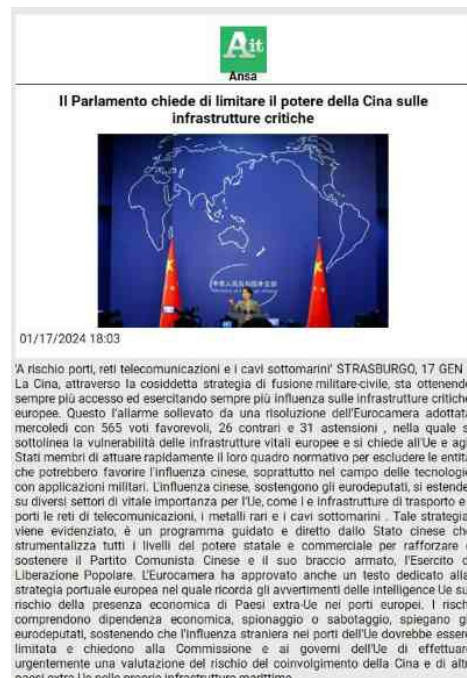 Ait
Ansa
Il Parlamento chiede di limitare il potere della Cina sulle
infrastrutture critiche
01/17/2024 18:03
'A rischio porti, reti telecomunicazioni e i cavi sottomarini' STRASBURGO, 17 GEN
La Cina, attraverso la cosiddetta strategia di fusione militare-civile, sta ottenendo
sempre più accesso ed esercitando sempre più influenza sulle infrastrutture critiche
europee. Questo l'allarme sollevato da una risoluzione dell'Eurocamera adottata
mercoledì con 565 voti favorevoli, 26 contrari e 31 astensioni , nella quale si
sottolinea la vulnerabilità delle infrastrutture vitali europee e si chiede all'Ue e agli
Stati membri di attuare rapidamente il loro quadro normativo per escludere le entità
che potrebbero favorire l'influenza cinese, soprattutto nel campo delle tecnologie
con applicazioni militari. L'influenza cinese, sostengono gli eurodeputati, si estende
su diversi settori di vitale importanza per l'Ue, come l e infrastrutture di trasporto e
porti le reti di telecomunicazioni, i metalli rari e i cavi sottomarini . Tale strategia,
viene evidenziato, è un programma guidato e diretto dallo Stato cinese che
strumentalizza tutti i livelli del potere statale e commerciale per rafforzare e
sostenere il Partito Comunista Cinese e il suo braccio armato, l'Esercito di
Liberazione Popolare. L'Eurocamera ha approvato anche un testo dedicato alla
strategia portuale europea nel quale ricorda gli avvertimenti delle intelligence Ue sul
rischio della presenza economica di Paesi extra-Ue nei porti europei. I rischi
comprendono dipendenza economica, spionaggio o sabotaggio, spiegano gli
eurodeputati, sostenendo che l'influenza straniera nei porti dell'Ue dovrebbe essere
limitata e chiedono alla Commissione e ai governi dell'Ue di effettuare
urgentemente una valutazione del rischio del coinvolgimento della Cina e di altri
paesi extra Ue nelle proprie infrastrutture marittime